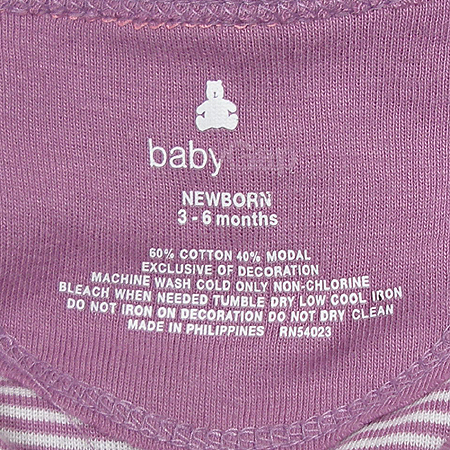 babyGap
NEWBORN
3 - 6 months
60% COTTON 40% MODAL
EXCLUSIVE OF DECORATION
MACHINE WASH COLD ONLY NON-CHLORINE
BLEACH WHEN NEEDED TUMBLE DRY LOW COOL IRON
DO NOT IRON ON DECORATION DO NOT DRY CLEAN
MADE IN PHILIPPINES RN54023